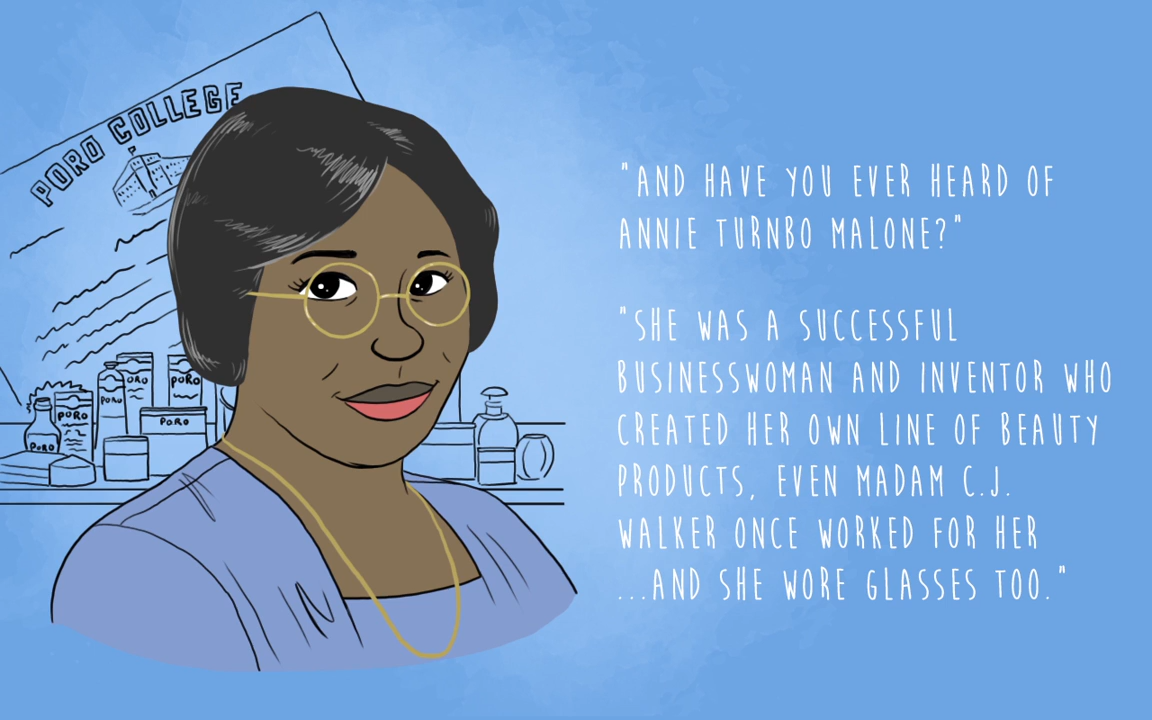 PORO COLLEGE
"AND HAVE YOU EVER HEARD OF
ANNIE TURNBO MALONE?"
"SHE WAS A SUCCESSFUL
BUSINESSWOMAN AND INVENTOR WHO
CREATED HER OWN LINE OF BEAUTY
PRODUCTS, EVEN MADAM C.J.
WALKER ONCE WORKED FOR HER
...AND SHE WORE GLASSES TOO."
ORO
PORO
PORO
PORO
PORO
PORO